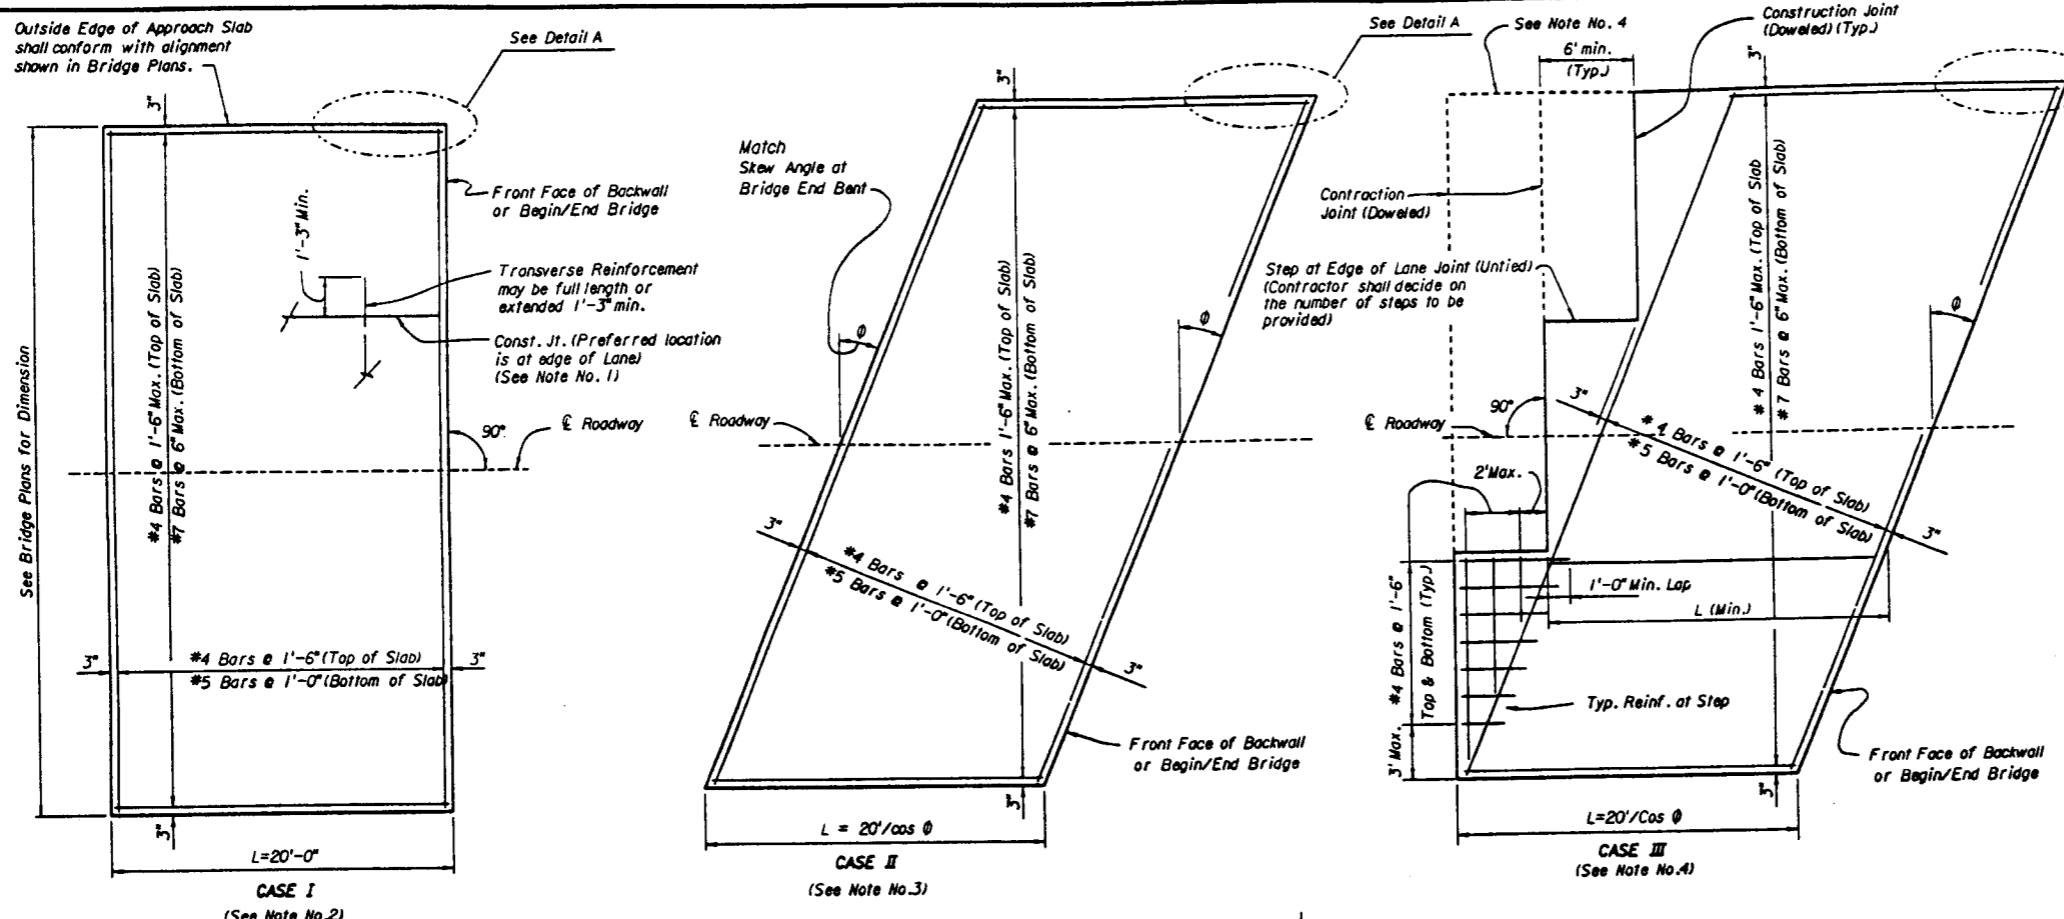 Outside Edge of Approach Slab
shall conform with alignment
shown in Bridge Plans.
See Detail A
3"
Front Face of Backwall
or Begin/End Bridge
1'-3" Min.
Transverse Reinforcement
may be full length or
extended 1'-3" min.
Const. Jt. (Preferred location
is at edge of Lane)
(See Note No. 1)
See Bridge Plans for Dimension
#4 Bars @ 1'-6" Max. (Top of Slab)
#7 Bars @ 6" Max. (Bottom of Slab)
90°
℄ Roadway
3"
#4 Bars @ 1'-6" (Top of Slab)
#5 Bars @ 1'-0" (Bottom of Slab)
3"
3"
L=20'-0"
CASE I
(See Note No.2)
See Detail A
3"
Match
Skew Angle at
Bridge End Bent
Φ
Φ
℄ Roadway
#4 Bars 1'-6" Max. (Top of Slab)
#7 Bars @ 6" Max. (Bottom of Slab)
3"
#4 Bars @ 1'-6" (Top of Slab)
#5 Bars @ 1'-0" (Bottom of Slab)
3"
Front Face of Backwall
or Begin/End Bridge
3"
L = 20'/cos Φ
CASE II
(See Note No.3)
See Note No. 4
6' min.
(Typ.)
Construction Joint
(Doweled) (Typ.)
3"
Contraction
Joint (Doweled)
Step at Edge of Lane Joint (Untied)
(Contractor shall decide on
the number of steps to be
provided)
#4 Bars 1'-6" Max. (Top of Slab
#7 Bars @ 6" Max. (Bottom of Slab)
Φ
90°
℄ Roadway
3"
#4 Bars @ 1'-6" (Top of Slab)
#5 Bars @ 1'-0" (Bottom of Slab)
3"
2' Max.
1'-0" Min. Lap
L (Min.)
#4 Bars @ 1'-6"
Top & Bottom (Typ.)
3' Max.
Typ. Reinf. at Step
Front Face of Backwall
or Begin/End Bridge
3"
L=20'/Cos Φ
CASE III
(See Note No.4)